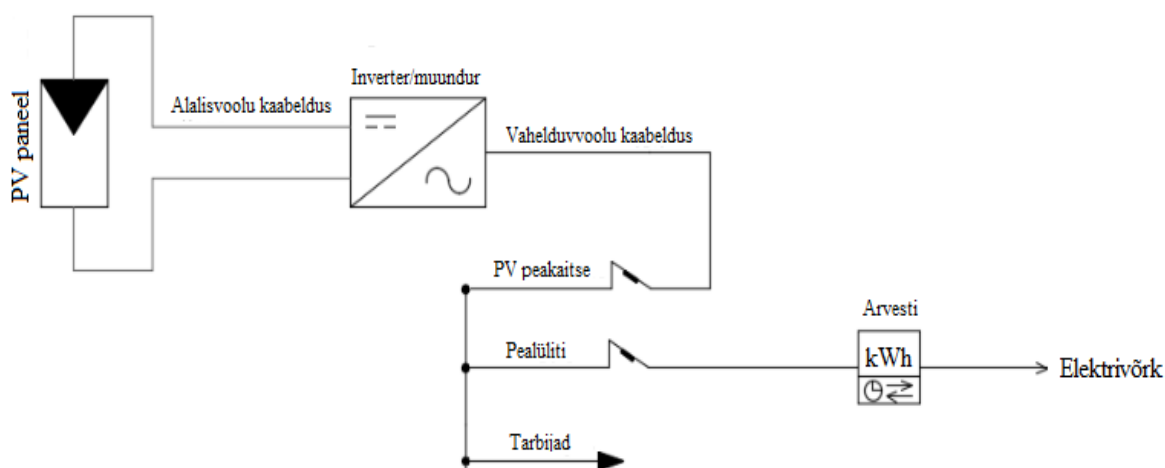 PV paneel
Alalisvoolu kaabeldus
Inverter/muundur
Vahelduvvoolu kaabeldus
PV peakaitse
Pealüliti
Arvesti
kWh
Elektrivõrk
Tarbijad